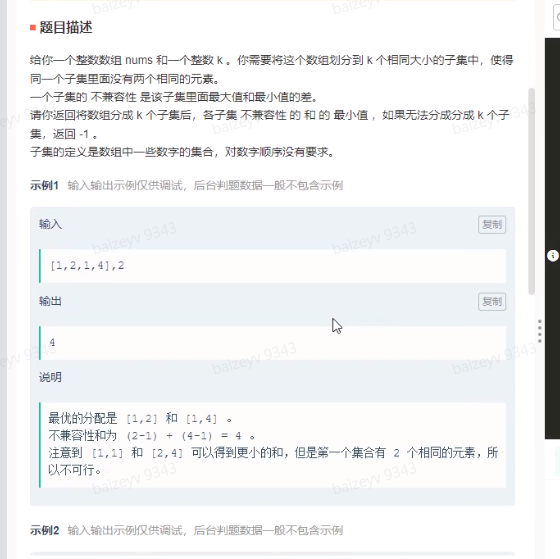 题目描述
给你一个整数数组 nums 和一个整数 k 。你需要将这个数组划分到 k 个相同大小的子集中，使得
同一个子集里面没有两个相同的元素。
一个子集的 不兼容性 是该子集里面最大值和最小值的差。
请你返回将数组分成 k 个子集后，各子集 不兼容性 的 和 的 最小值 ，如果无法分成分成 k 个子
集，返回 -1 。
子集的定义是数组中一些数字的集合，对数字顺序没有要求。
示例1 输入输出示例仅供调试，后台判题数据一般不包含示例
输入 复制
[1,2,1,4],2
输出 复制
4
说明
最优的分配是 [1,2] 和 [1,4] 。
不兼容性和为 (2-1) + (4-1) = 4 。
注意到 [1,1] 和 [2,4] 可以得到更小的和，但是第一个集合有 2 个相同的元素，所
以不可行。
示例2 输入输出示例仅供调试，后台判题数据一般不包含示例
baizeyv 9343